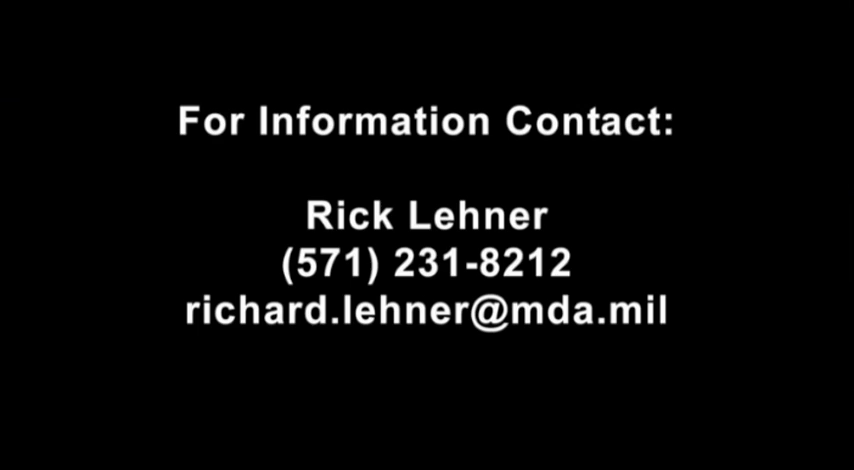 For Information Contact:
Rick Lehner
(571) 231-8212
richard.lehner@mda.mil